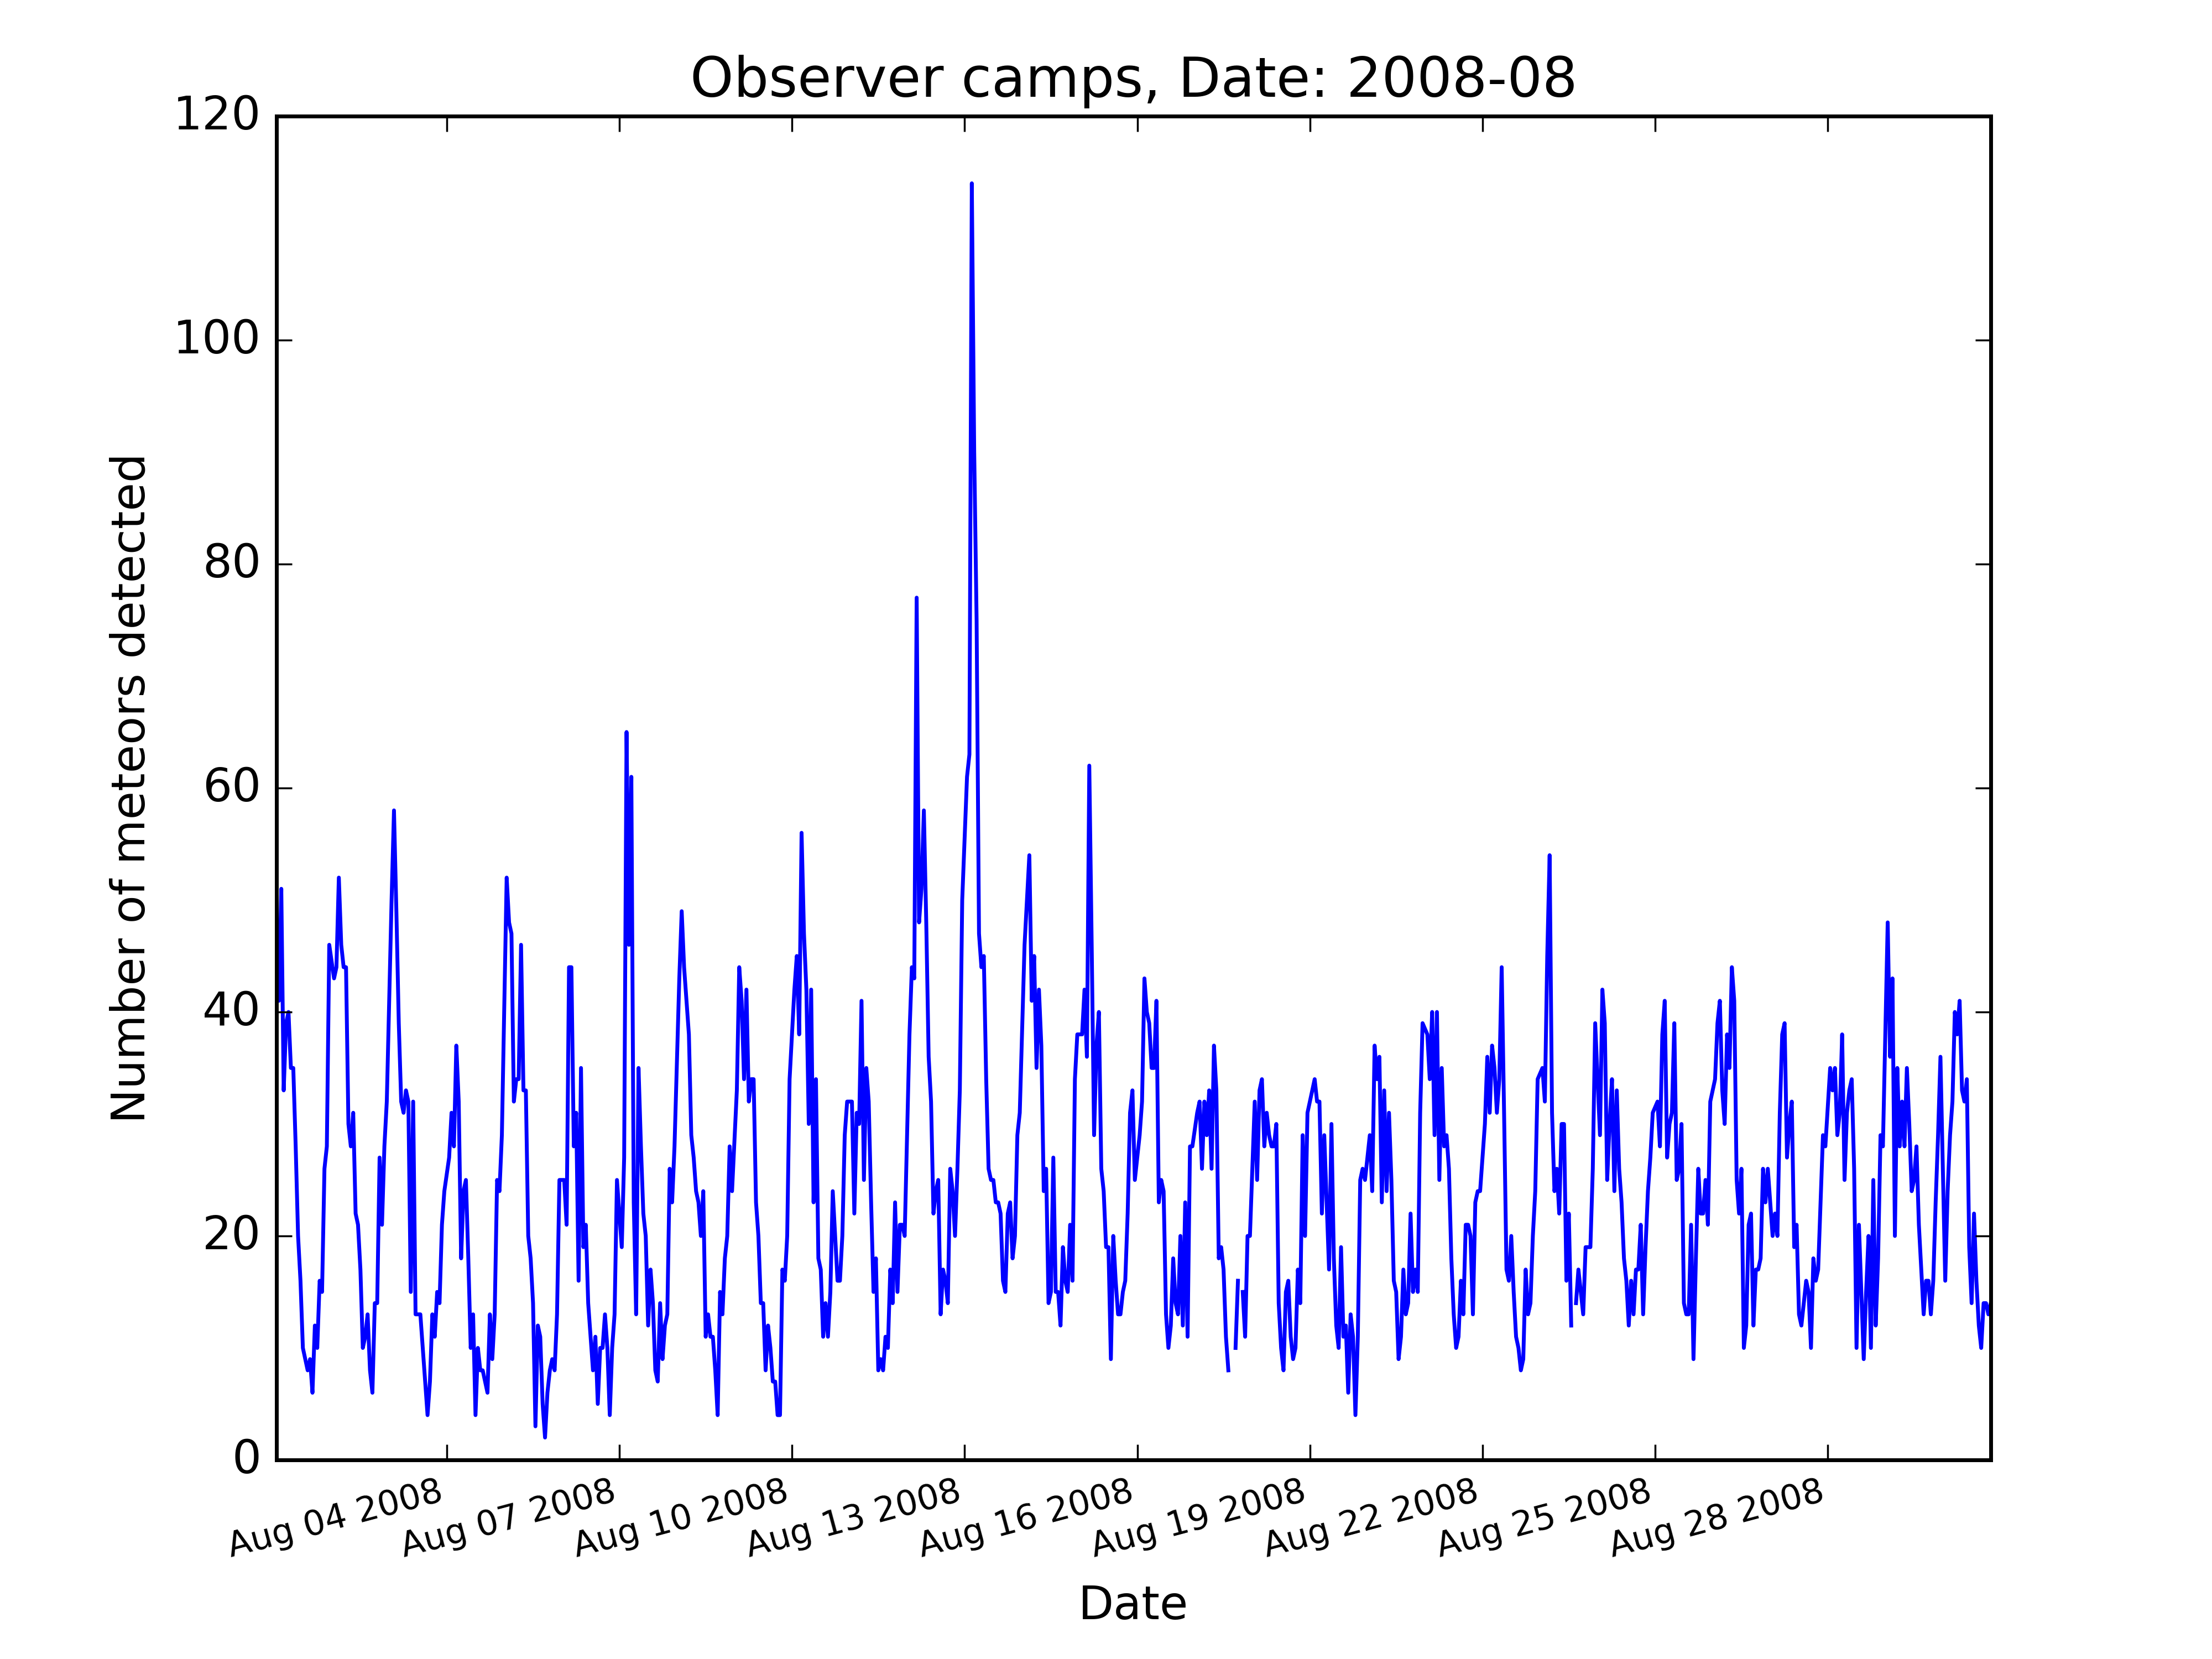 Observer camps, Date: 2008-08
120
100
80
60
40
20
0
Number of meteors detected
Aug 04 2008
Aug 07 2008
Aug 10 2008
Aug 13 2008
Aug 16 2008
Aug 19 2008
Aug 22 2008
Aug 25 2008
Aug 28 2008
Date